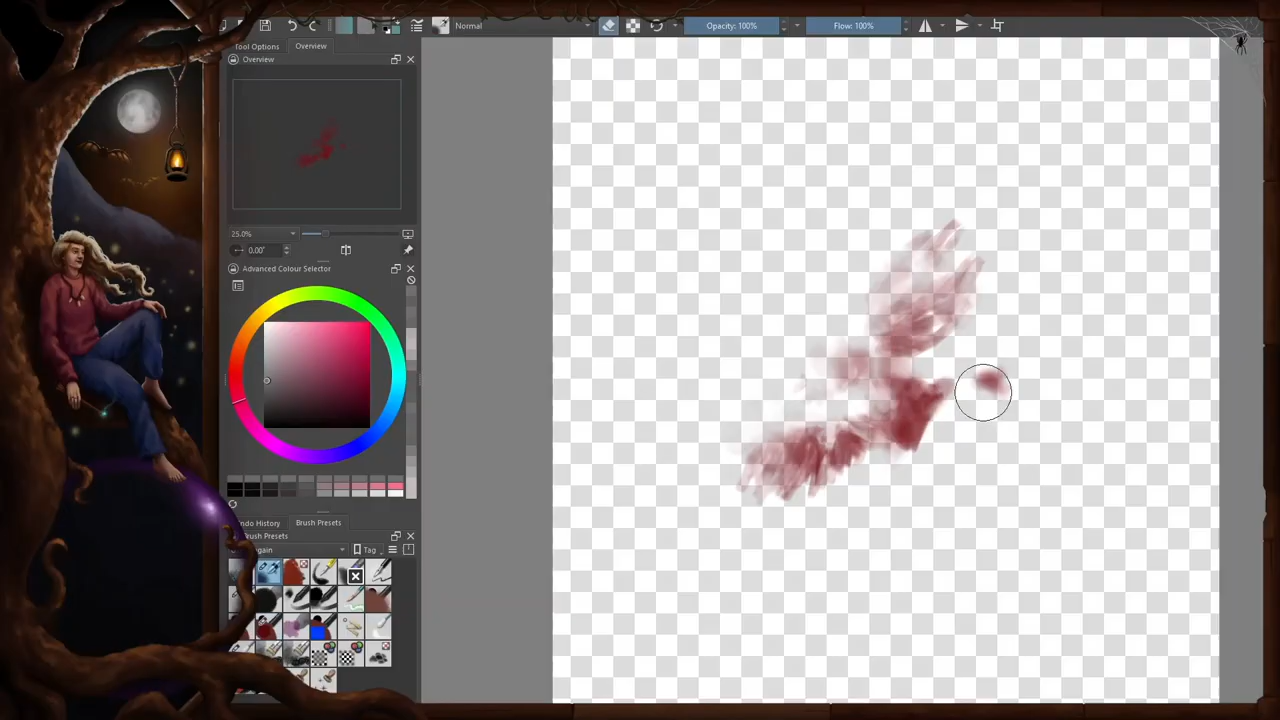 Normal
Opacity: 100%
Flow: 100%
Tool Options
Overview
Overview
25.0%
0.00°
Advanced Colour Selector
Undo History
Brush Presets
Brush Presets
Tag